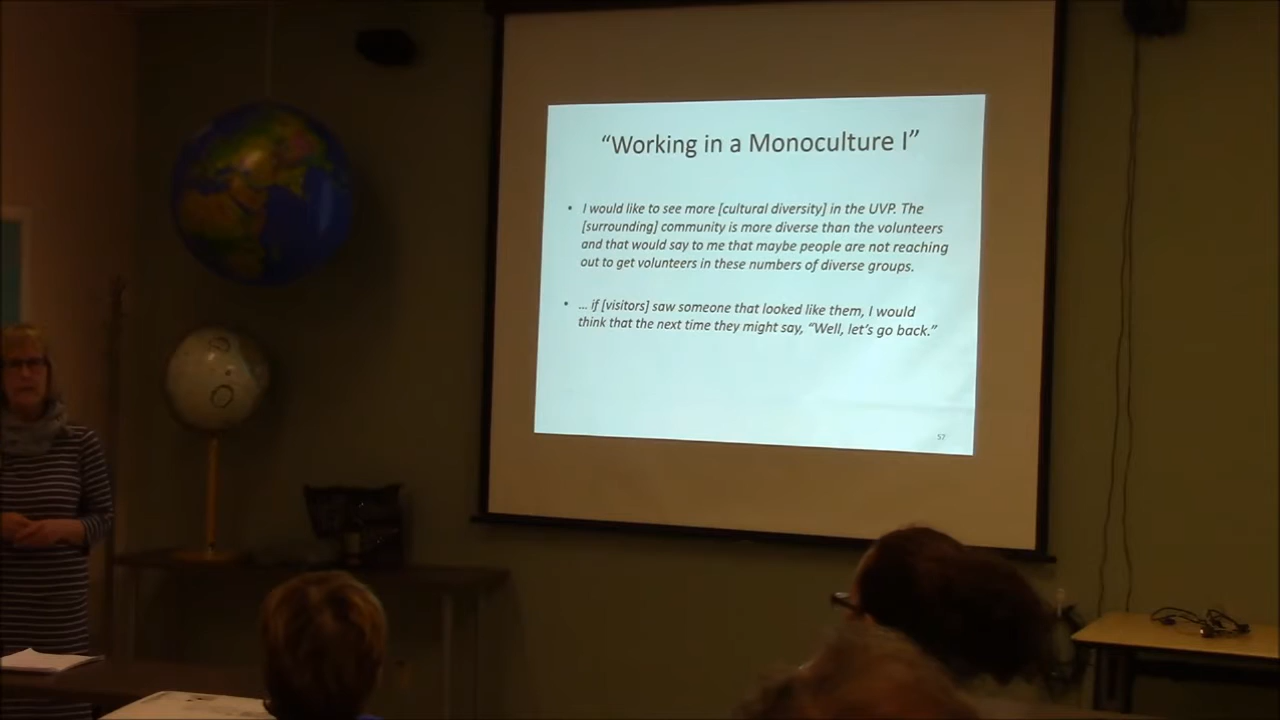 “Working in a Monoculture I”
• I would like to see more [cultural diversity] in the UVP. The
[surrounding] community is more diverse than the volunteers
and that would say to me that maybe people are not reaching
out to get volunteers in these numbers of diverse groups.
• ... if [visitors] saw someone that looked like them, I would
think that the next time they might say, “Well, let’s go back.”
57